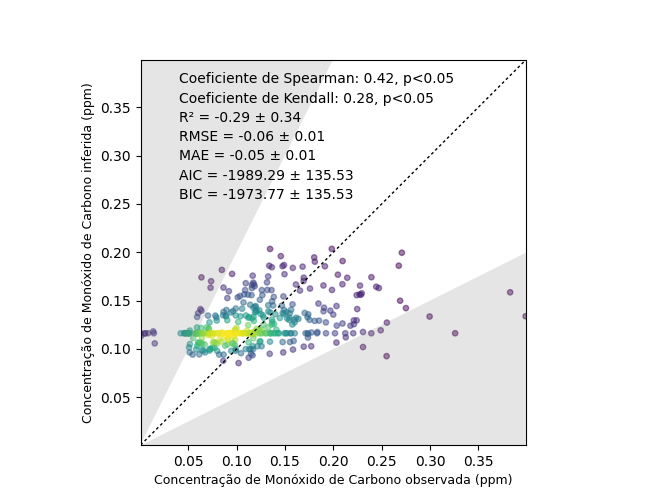 Coeficiente de Spearman: 0.42, p<0.05
Coeficiente de Kendall: 0.28, p<0.05
R² = -0.29 ± 0.34
RMSE = -0.06 ± 0.01
MAE = -0.05 ± 0.01
AIC = -1989.29 ± 135.53
BIC = -1973.77 ± 135.53
0.35
0.30
0.25
0.20
0.15
0.10
0.05
Concentração de Monóxido de Carbono inferida (ppm)
0.05 0.10 0.15 0.20 0.25 0.30 0.35
Concentração de Monóxido de Carbono observada (ppm)